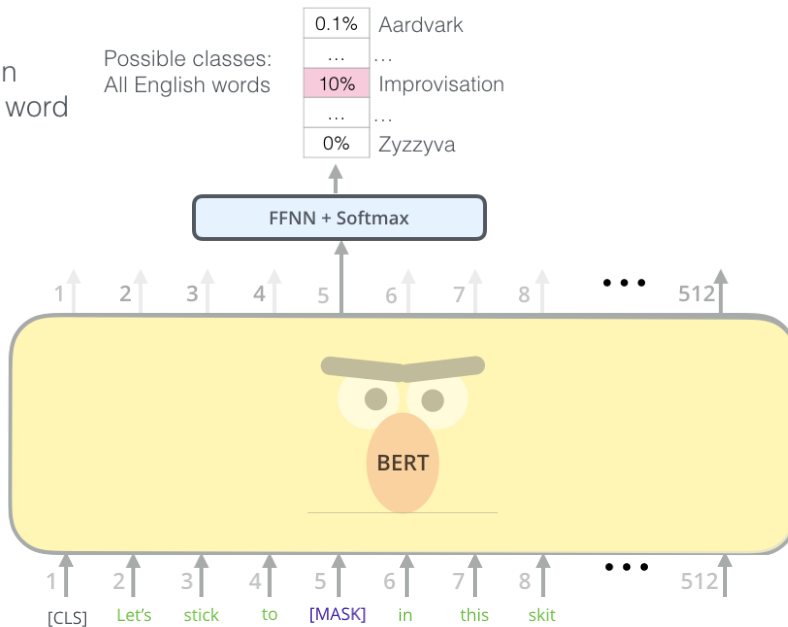 0.1% Aardvark
Possible classes: ... ...
n
All English words 10% Improvisation
word
... ...
0% Zyzzyva
FFNN + Softmax
1 2 3 4 5 6 7 8 ... 512
BERT
1 2 3 4 5 6 7 8 ... 512
[CLS] Let's stick to [MASK] in this skit